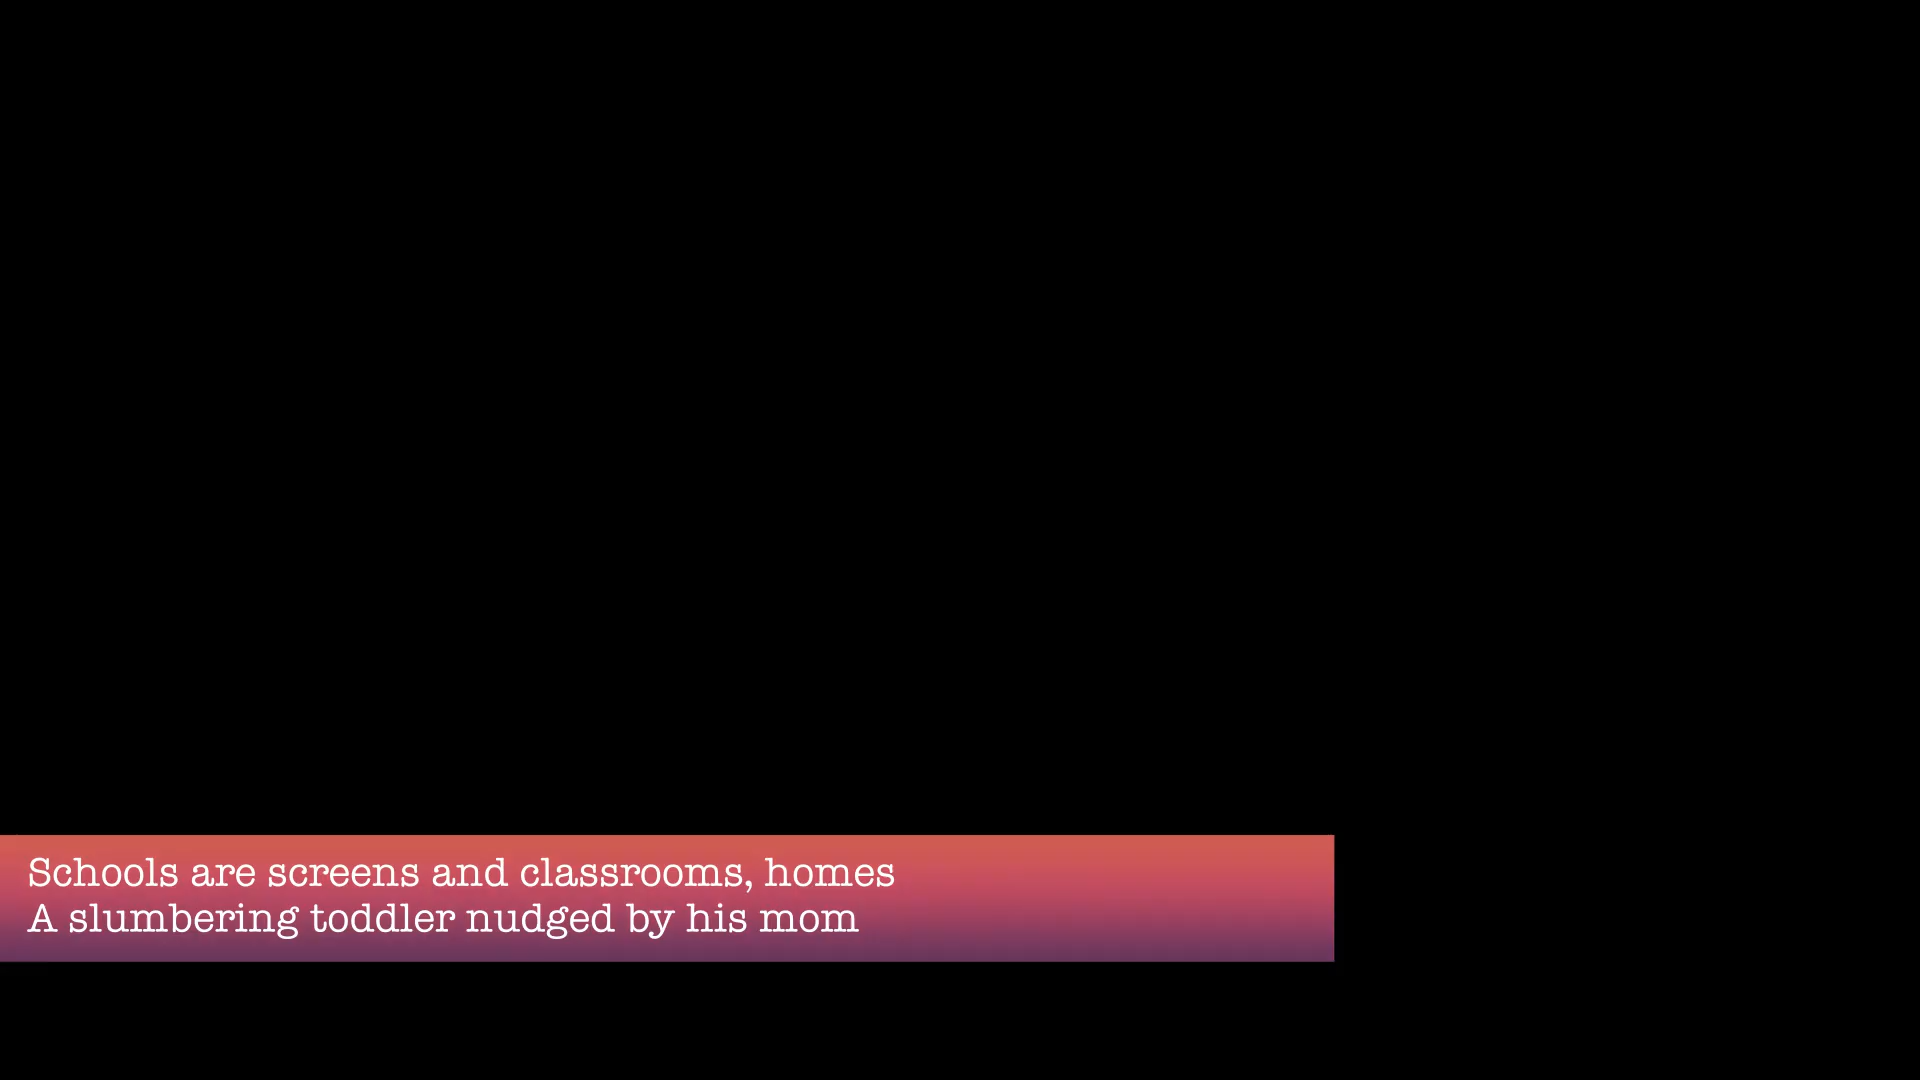 Schools are screens and classrooms, homes
A slumbering toddler nudged by his mom